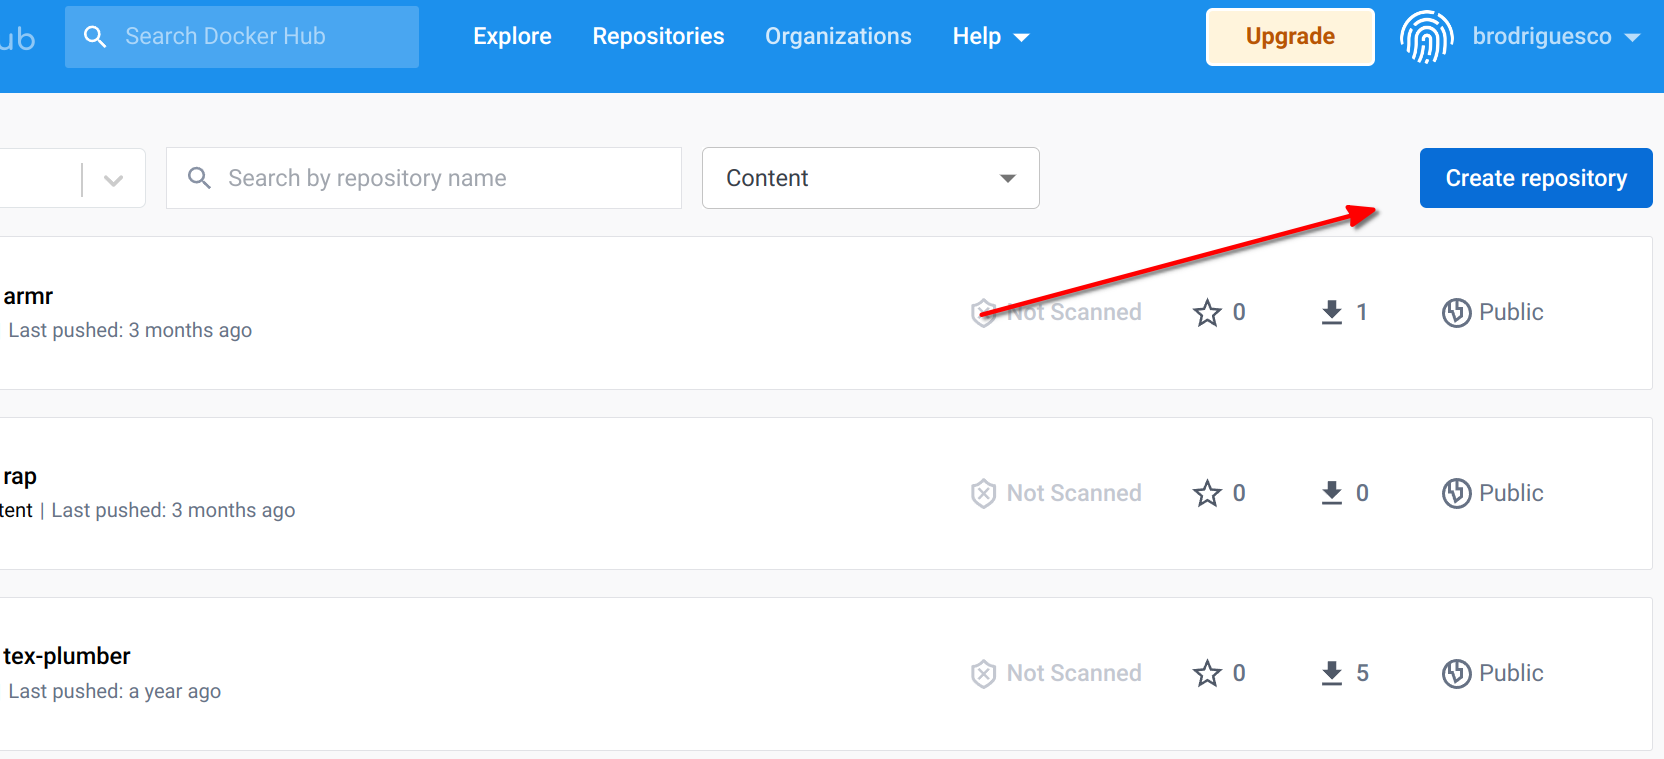 ub Search Docker Hub Explore Repositories Organizations Help Upgrade brodriguesco
Search by repository name Content Create repository
armr
Last pushed: 3 months ago
Not Scanned 0 1 Public
rap
tent | Last pushed: 3 months ago
Not Scanned 0 0 Public
tex-plumber
Last pushed: a year ago
Not Scanned 0 5 Public